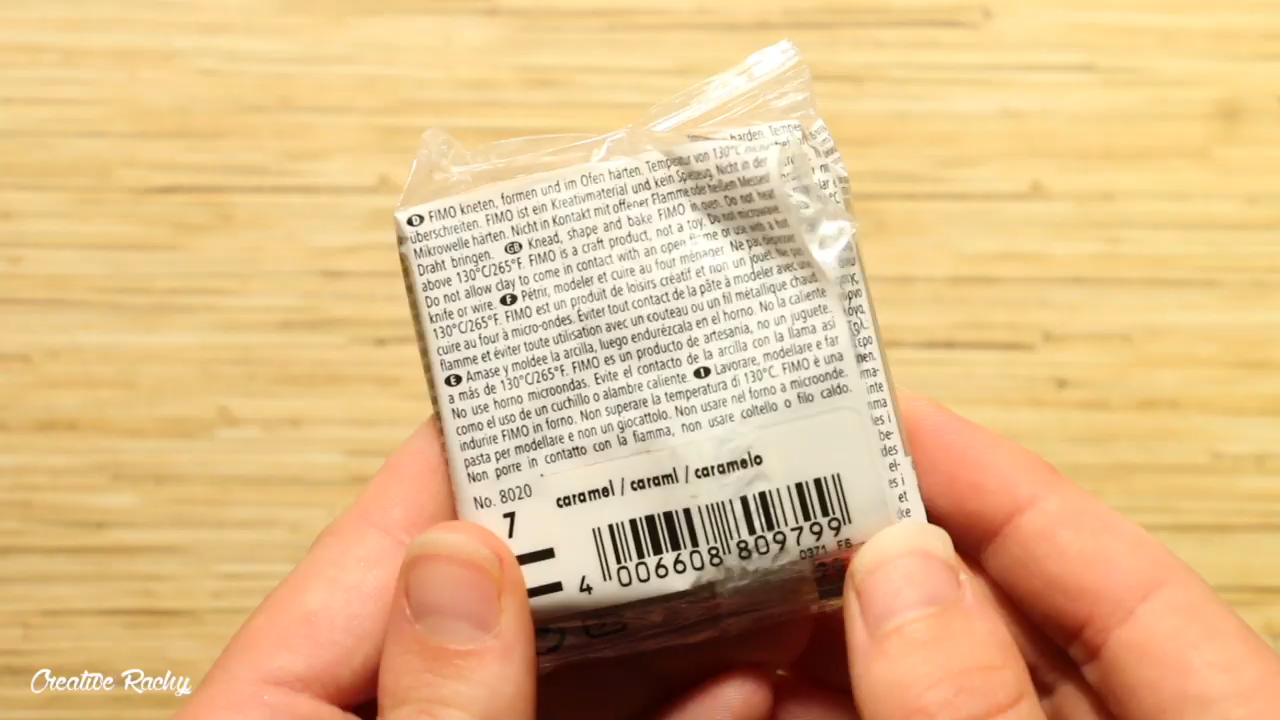 D FIMO kneten, formen und im Ofen härten. Temperatur von 130°C
überschreiten. FIMO ist ein Kreativmaterial und kein Spielzeug. Nicht in der
Mikrowelle härten. Nicht in Kontakt mit offener Flamme oder heißem Messer/
Draht bringen. GB Knead, shape and bake FIMO in oven. Do not heat
above 130°C/265°F. FIMO is a craft product, not a toy. Do not microwave.
Do not allow clay to come in contact with an open flame or use with a hot
knife or wire. F Pétrir, modeler et cuire au four ménager. Ne pas dépasser
130°C/265°F. FIMO est un produit de loisirs créatif et non un jouet. Ne pas
cuire au four à micro-ondes. Éviter tout contact de la pâte à modeler avec une
flamme et éviter toute utilisation avec un couteau ou un fil métallique chaud.
E Amase y moldee la arcilla, luego endurézcala en el horno. No la caliente
a más de 130°C/265°F. FIMO es un producto de artesania, no un juguete.
No use horno microondas. Evite el contacto de la arcilla con la llama así
como el uso de un cuchillo o alambre caliente. I Lavorare, modellare e far
indurire FIMO in forno. Non superare la temperatura di 130°C. FIMO è una
pasta per modellare e non un giocattolo. Non usare nel forno a microonde.
Non porre in contatto con la fiamma, non usare coltello o filo caldo.
No. 8020 caramel / caraml / caramelo
7
4 006608 809799
0371 F6
Creative Rachy